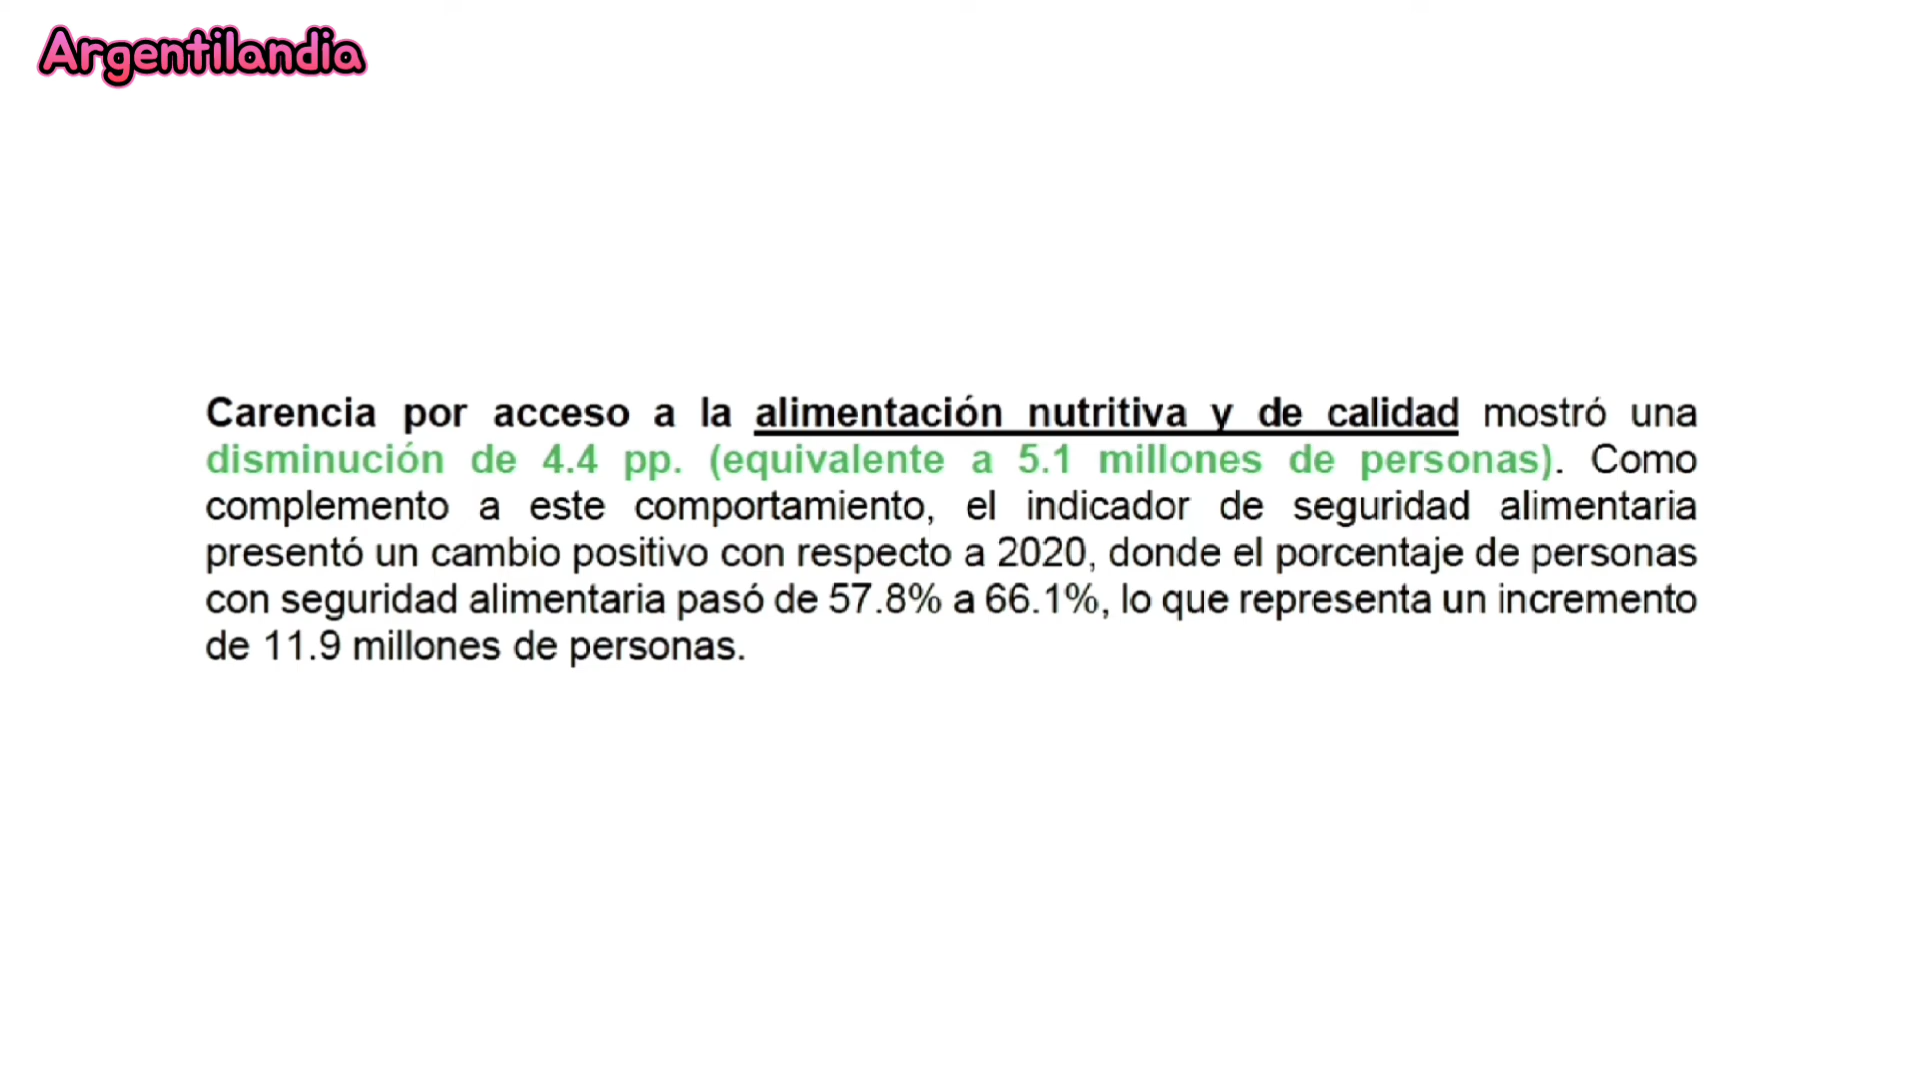 Argentilandia
Carencia por acceso a la alimentación nutritiva y de calidad mostró una
disminución de 4.4 pp. (equivalente a 5.1 millones de personas). Como
complemento a este comportamiento, el indicador de seguridad alimentaria
presentó un cambio positivo con respecto a 2020, donde el porcentaje de personas
con seguridad alimentaria pasó de 57.8% a 66.1%, lo que representa un incremento
de 11.9 millones de personas.